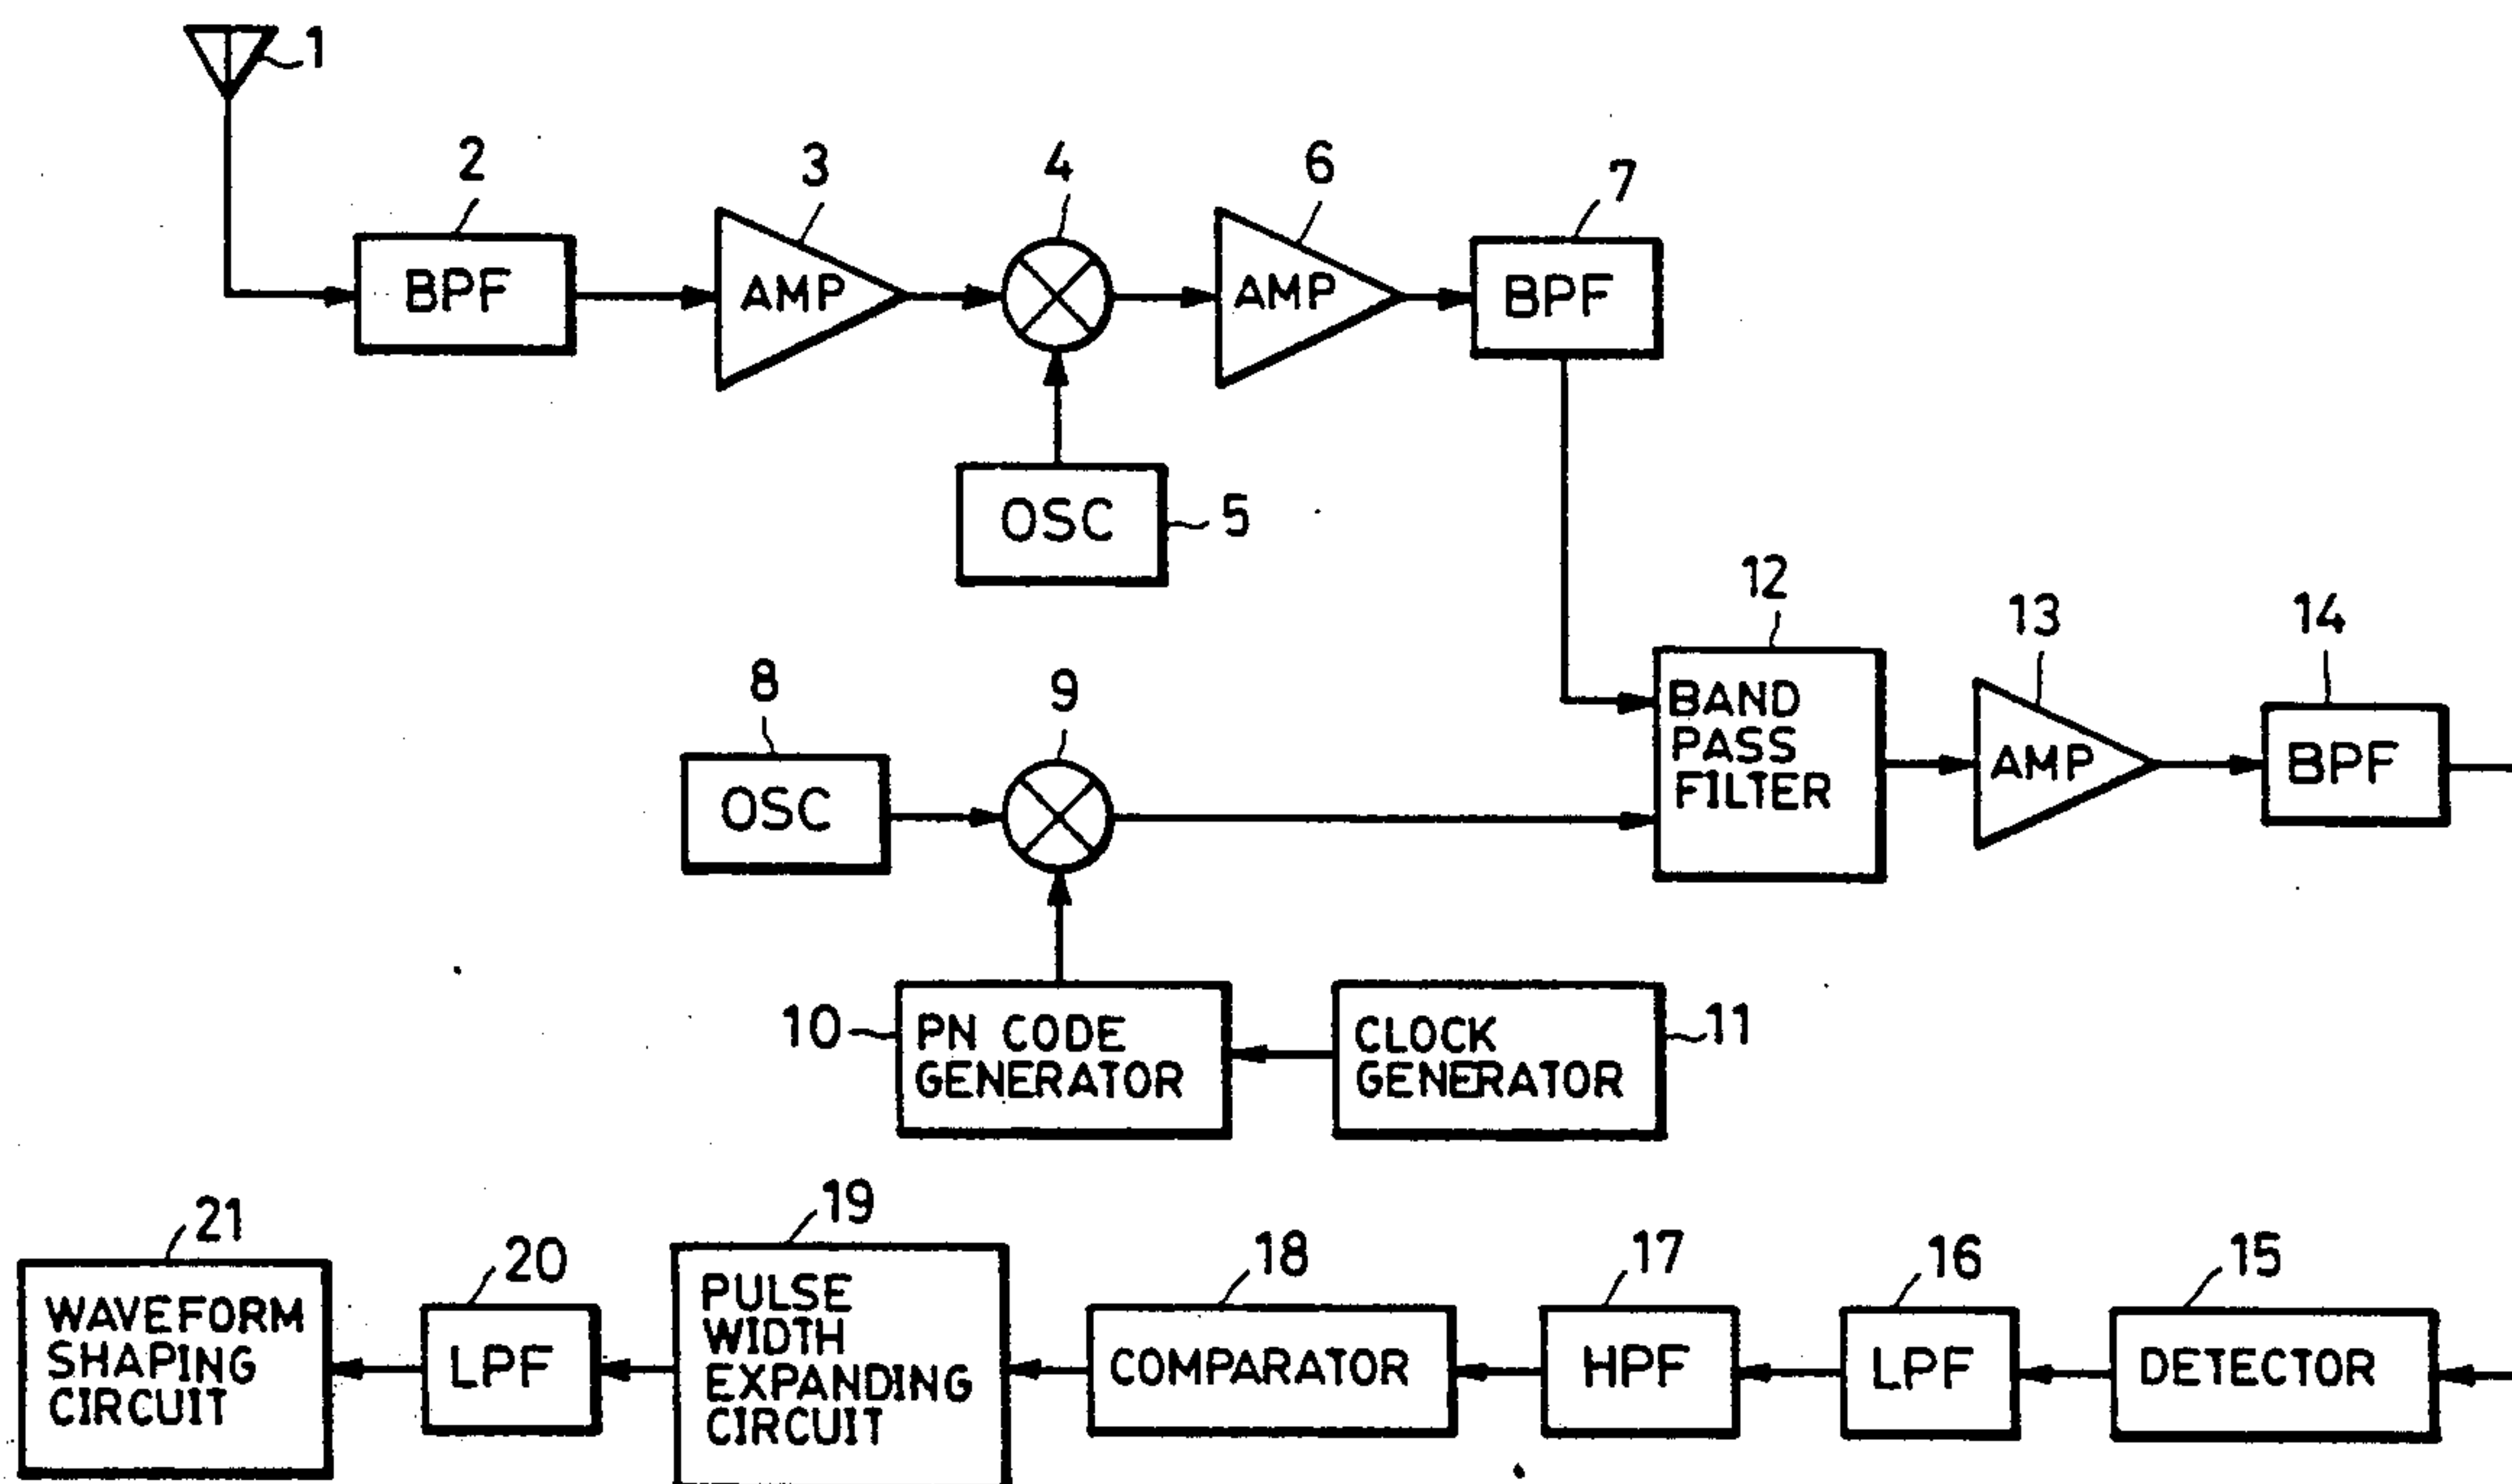 1
2
3
4
6
7
BPF
AMP
AMP
BPF
OSC
5
12
13
14
8
9
BAND
PASS
FILTER
AMP
BPF
OSC
10
PN CODE
GENERATOR
CLOCK
GENERATOR
11
21
20
19
18
17
16
15
WAVEFORM
SHAPING
CIRCUIT
LPF
PULSE
WIDTH
EXPANDING
CIRCUIT
COMPARATOR
HPF
LPF
DETECTOR